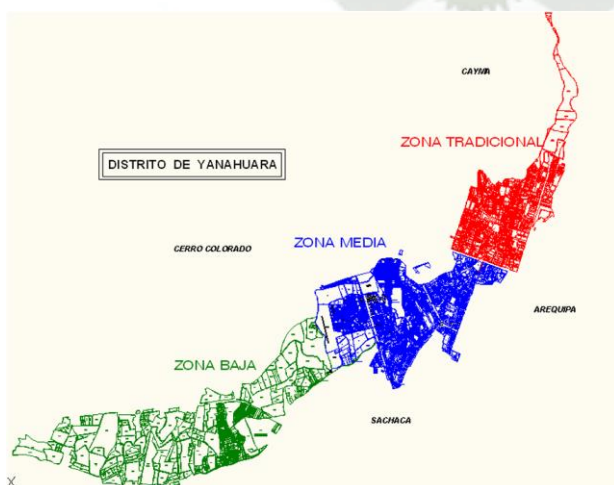 CAYMA
ZONA TRADICIONAL
DISTRITO DE YANAHUARA
ZONA MEDIA
CERRO COLORADO
AREQUIPA
ZONA BAJA
SACHACA
X